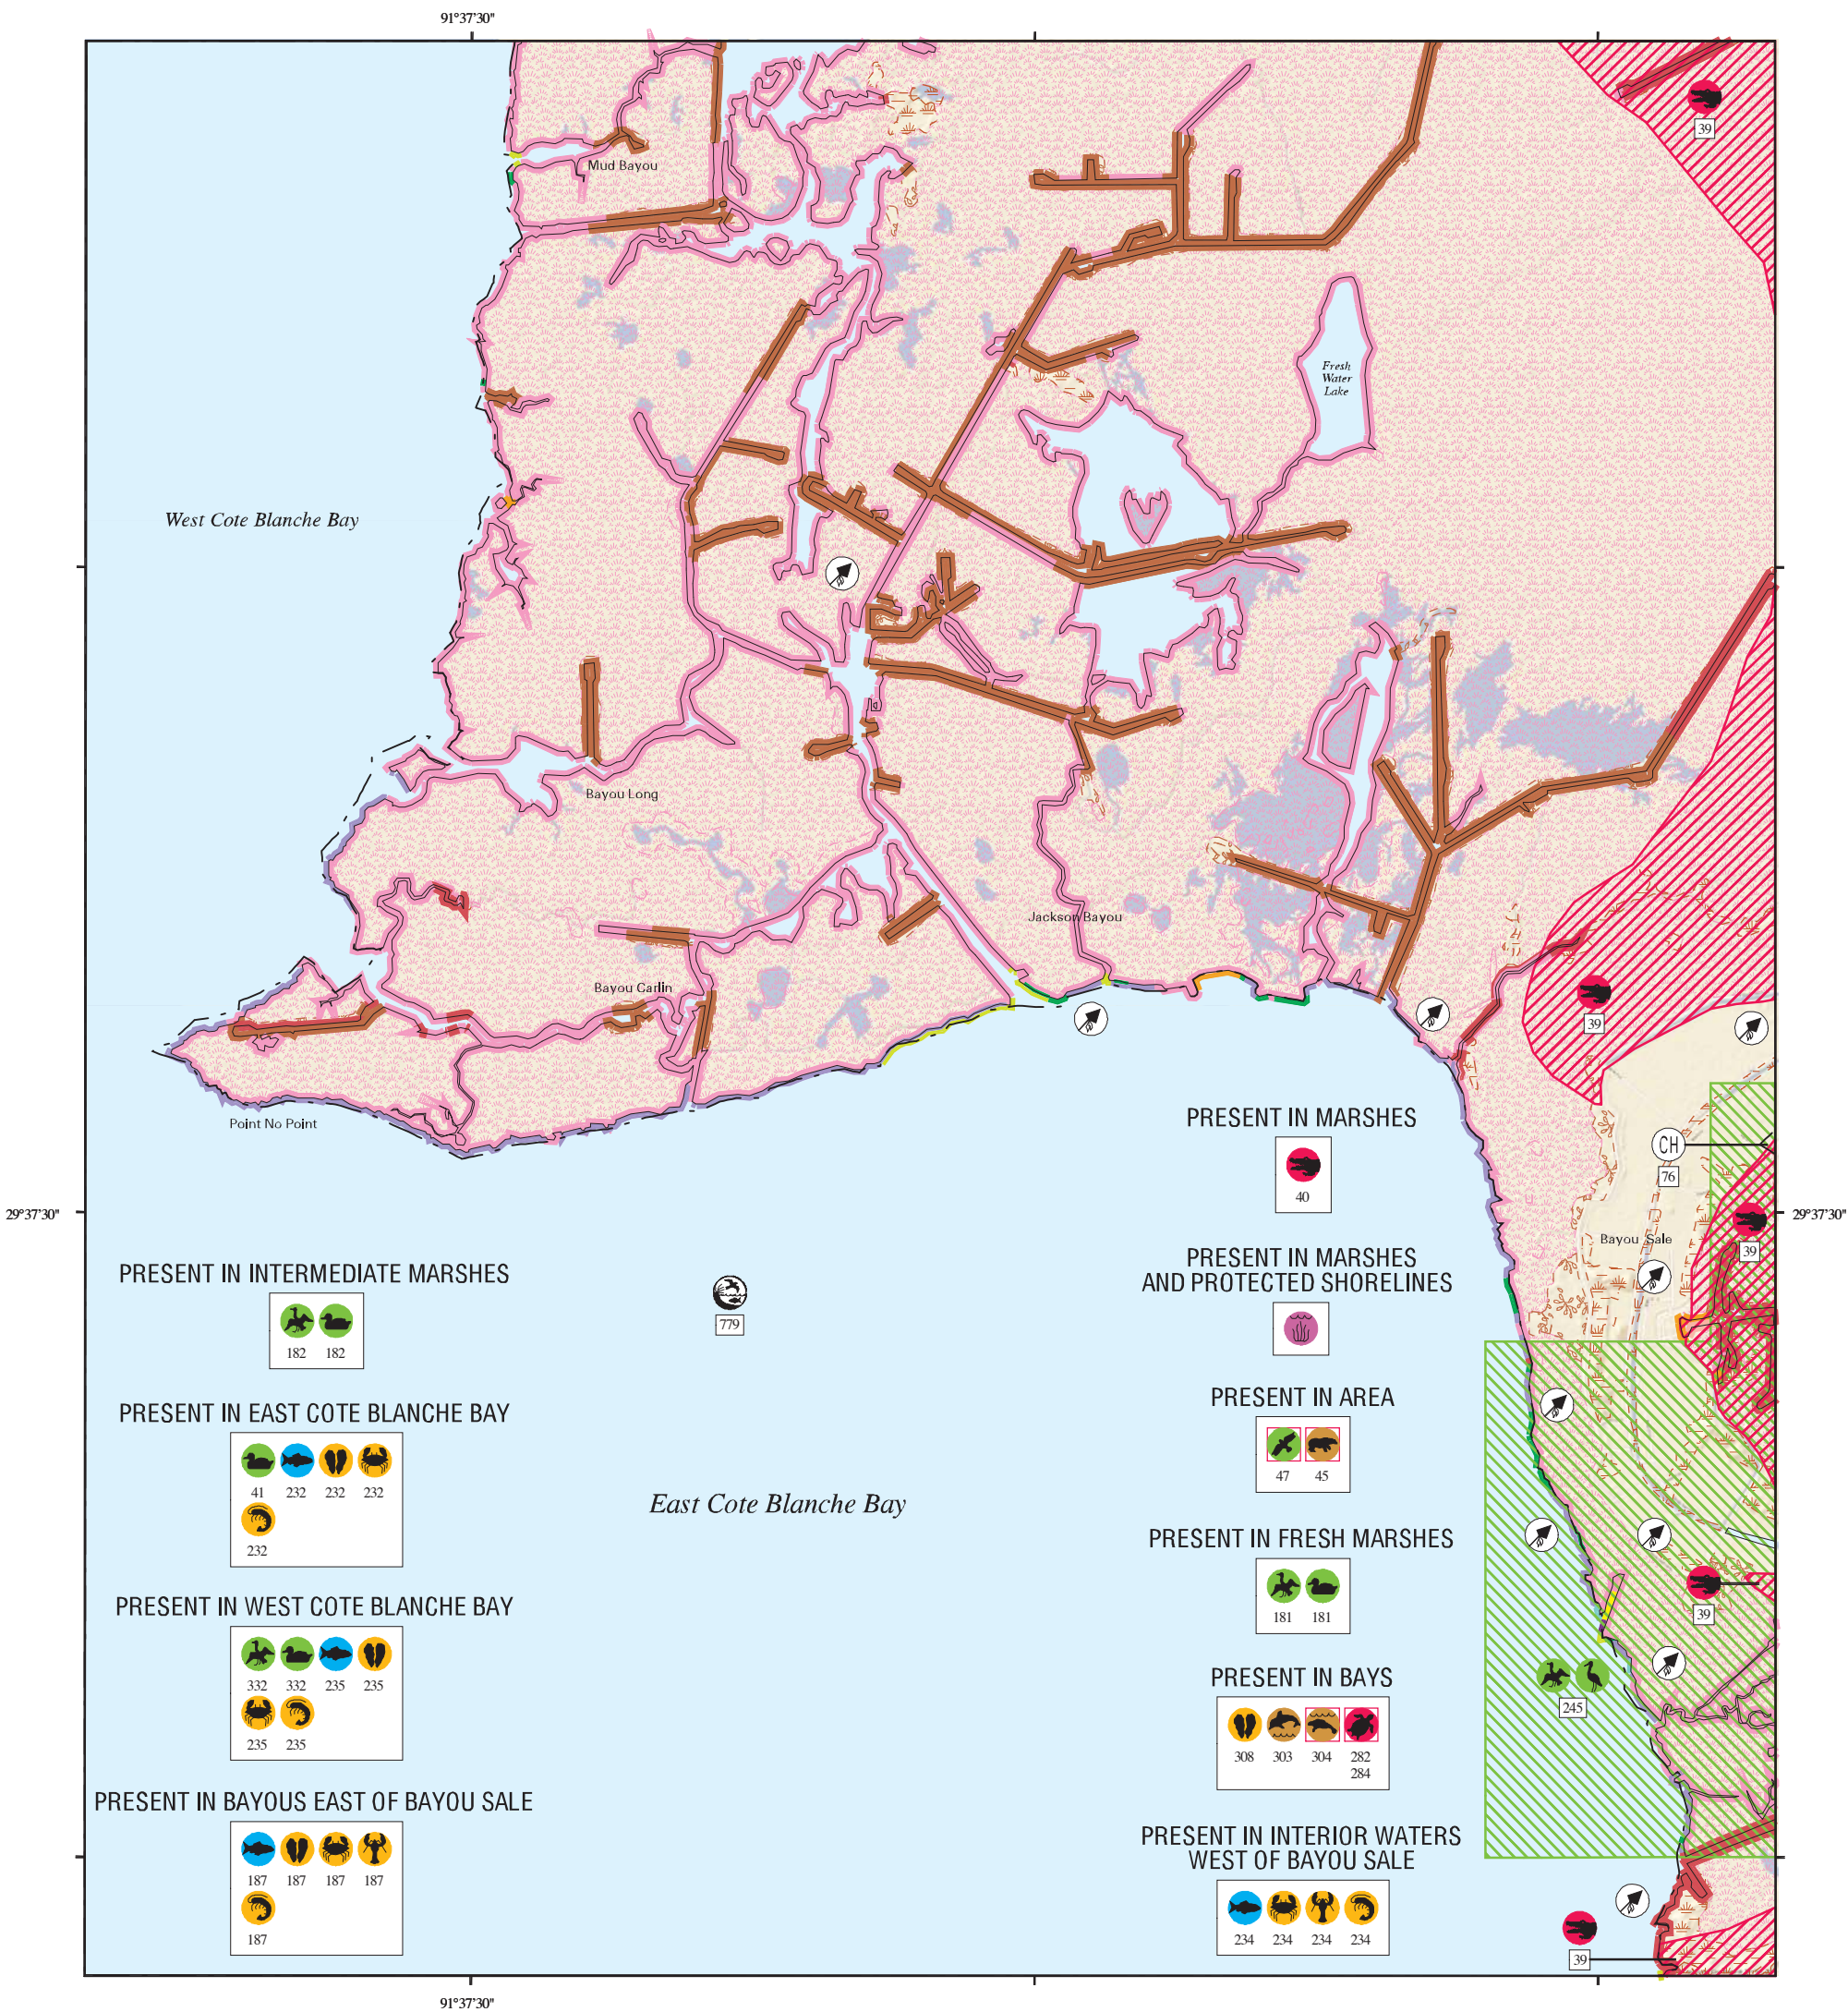 91°37'30"
39
Mud Bayou
Fresh
Water
Lake
West Cote Blanche Bay
Bayou Long
Jackson Bayou
Bayou Carlin
39
Point No Point
PRESENT IN MARSHES
40
CH
76
29°37'30"
29°37'30"
Bayou Sale
39
PRESENT IN MARSHES
AND PROTECTED SHORELINES
PRESENT IN INTERMEDIATE MARSHES
182 182
779
PRESENT IN AREA
47 45
PRESENT IN EAST COTE BLANCHE BAY
41 232 232 232
232
East Cote Blanche Bay
PRESENT IN FRESH MARSHES
181 181
39
PRESENT IN WEST COTE BLANCHE BAY
332 332 235 235
235 235
PRESENT IN BAYS
308 303 304 282
284
245
PRESENT IN BAYOUS EAST OF BAYOU SALE
187 187 187 187
187
PRESENT IN INTERIOR WATERS
WEST OF BAYOU SALE
234 234 234 234
39
91°37'30"